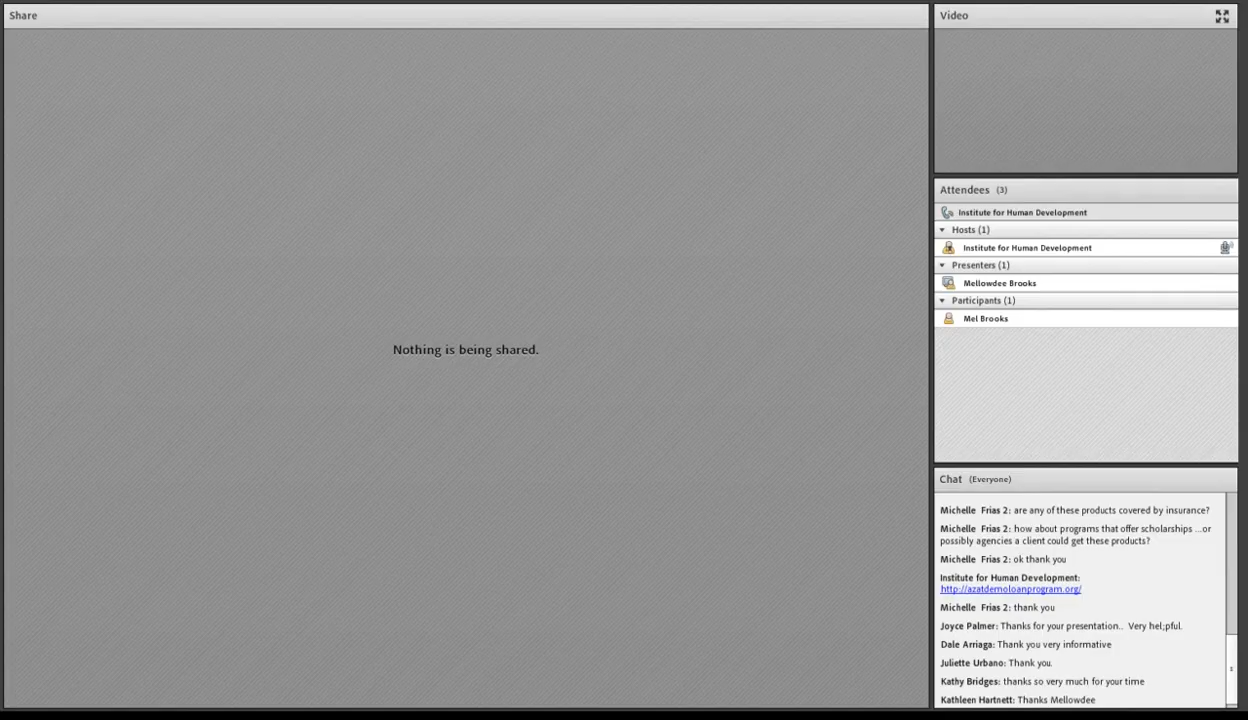 Share
Nothing is being shared.
Video
Attendees (3)
Institute for Human Development
Hosts (1)
Institute for Human Development
Presenters (1)
Mellowdee Brooks
Participants (1)
Mel Brooks
Chat (Everyone)
Michelle Frias 2: are any of these products covered by insurance?
Michelle Frias 2: how about programs that offer scholarships ...or
possibly agencies a client could get these products?
Michelle Frias 2: ok thank you
Institute for Human Development:
http://azatdemoloanprogram.org/
Michelle Frias 2: thank you
Joyce Palmer: Thanks for your presentation.. Very hel;pful.
Dale Arriaga: Thank you very informative
Juliette Urbano: Thank you.
Kathy Bridges: thanks so very much for your time
Kathleen Hartnett: Thanks Mellowdee